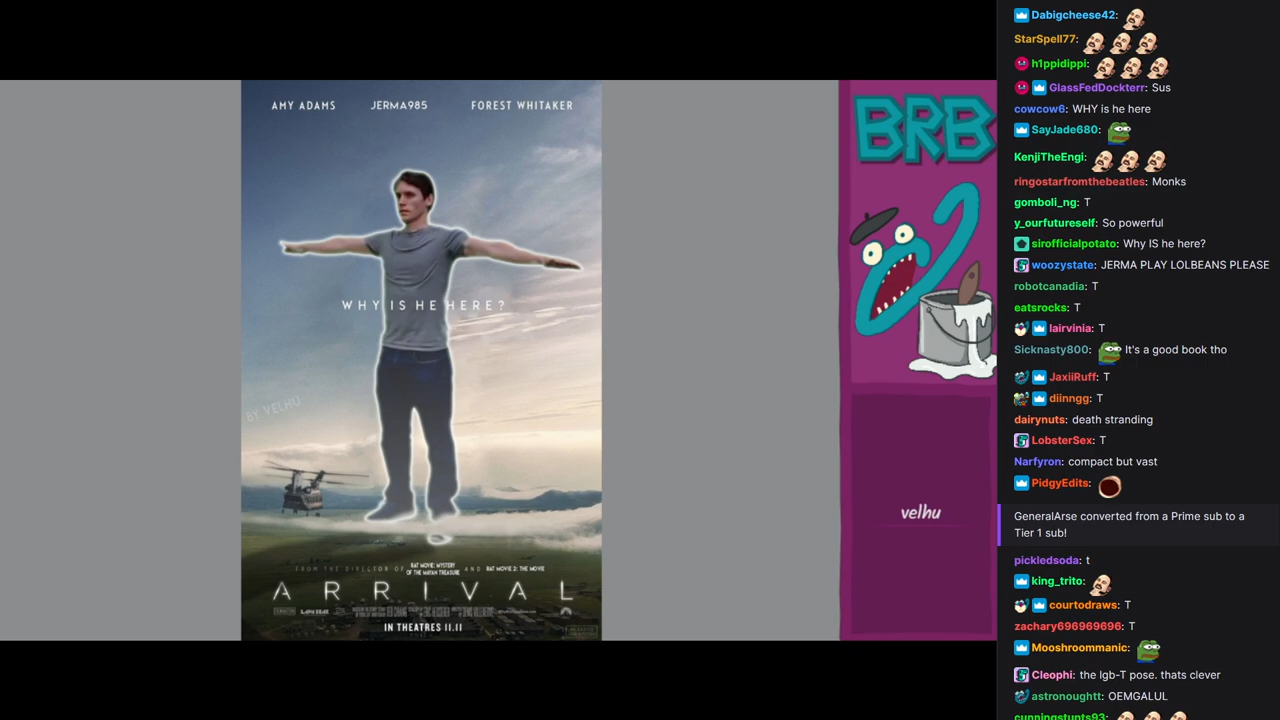 AMY ADAMS JERMA985 FOREST WHITAKER
WHY IS HE HERE?
BY VELHU
FROM THE DIRECTOR OF RAT MOVIE: MYSTERY OF THE MAYAN TREASURE AND RAT MOVIE 2: THE MOVIE
ARRIVAL
IN THEATRES 11.11
BRB
velhu
Dabigcheese42:
StarSpell77:
h1ppidippi:
GlassFedDockterr: Sus
cowcow6: WHY is he here
SayJade680:
KenjiTheEngi:
ringostarfromthebeatles: Monks
gomboli_ng: T
y_ourfutureself: So powerful
sirofficialpotato: Why IS he here?
woozystate: JERMA PLAY LOLBEANS PLEASE
robotcanadia: T
eatsrocks: T
lairvinia: T
Sicknasty800: It's a good book tho
JaxiiRuff: T
diinngg: T
dairynuts: death stranding
LobsterSex: T
Narfyron: compact but vast
PidgyEdits:
GeneralArse converted from a Prime sub to a
Tier 1 sub!
pickledsoda: t
king_trito:
courtodraws: T
zachary696969696: T
Mooshroommanic:
Cleophi: the lgb-T pose. thats clever
astronoughtt: OEMGALUL
cunningstunts93: